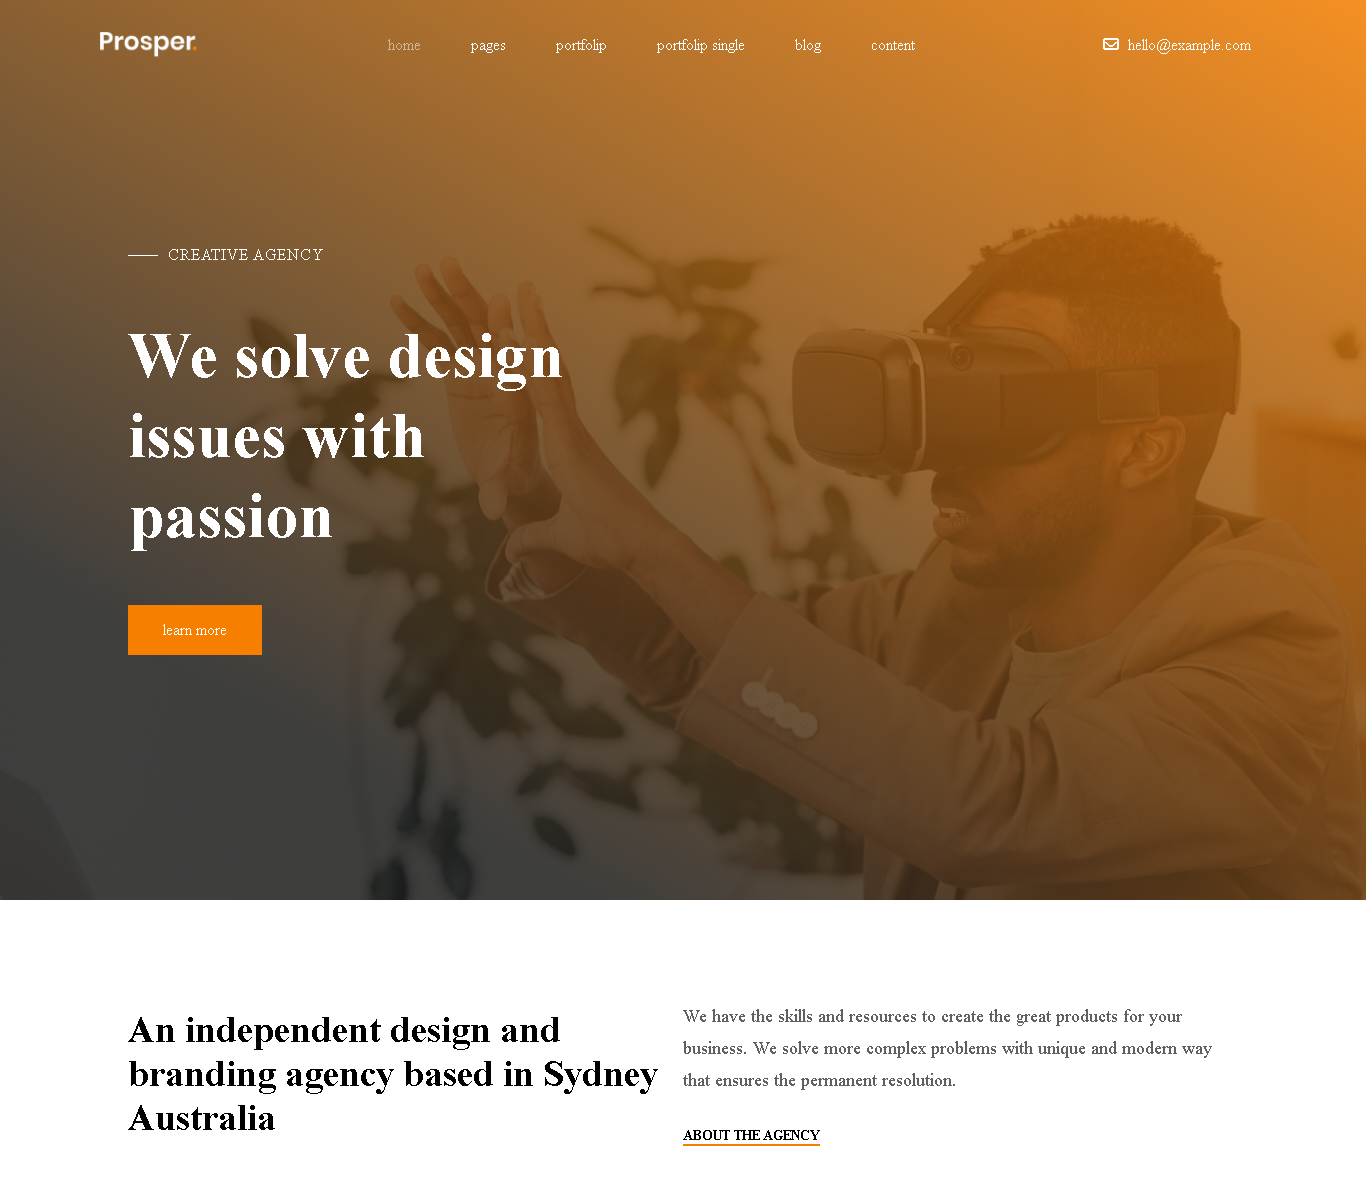 Prosper.
home
pages
portfolip
portfolip single
blog
content
hello@example.com
CREATIVE AGENCY
We solve design
issues with
passion
learn more
An independent design and
branding agency based in Sydney
Australia
We have the skills and resources to create the great products for your
business. We solve more complex problems with unique and modern way
that ensures the permanent resolution.
ABOUT THE AGENCY